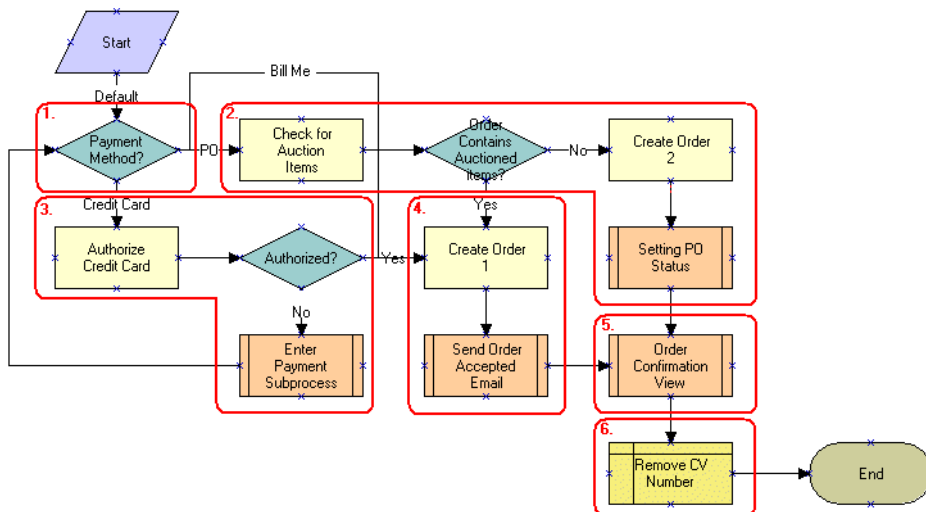 Start
Bill Me
Default
1.
2.
Payment
Method?
PO
Check for
Auction
Items
Order
Contains
Auctioned
items?
No
Create Order
2
Credit Card
Yes
3.
4.
Authorize
Credit Card
Authorized?
Yes
Create Order
1
Setting PO
Status
No
5.
Enter
Payment
Subprocess
Send Order
Accepted
Email
Order
Confirmation
View
6.
Remove CV
Number
End